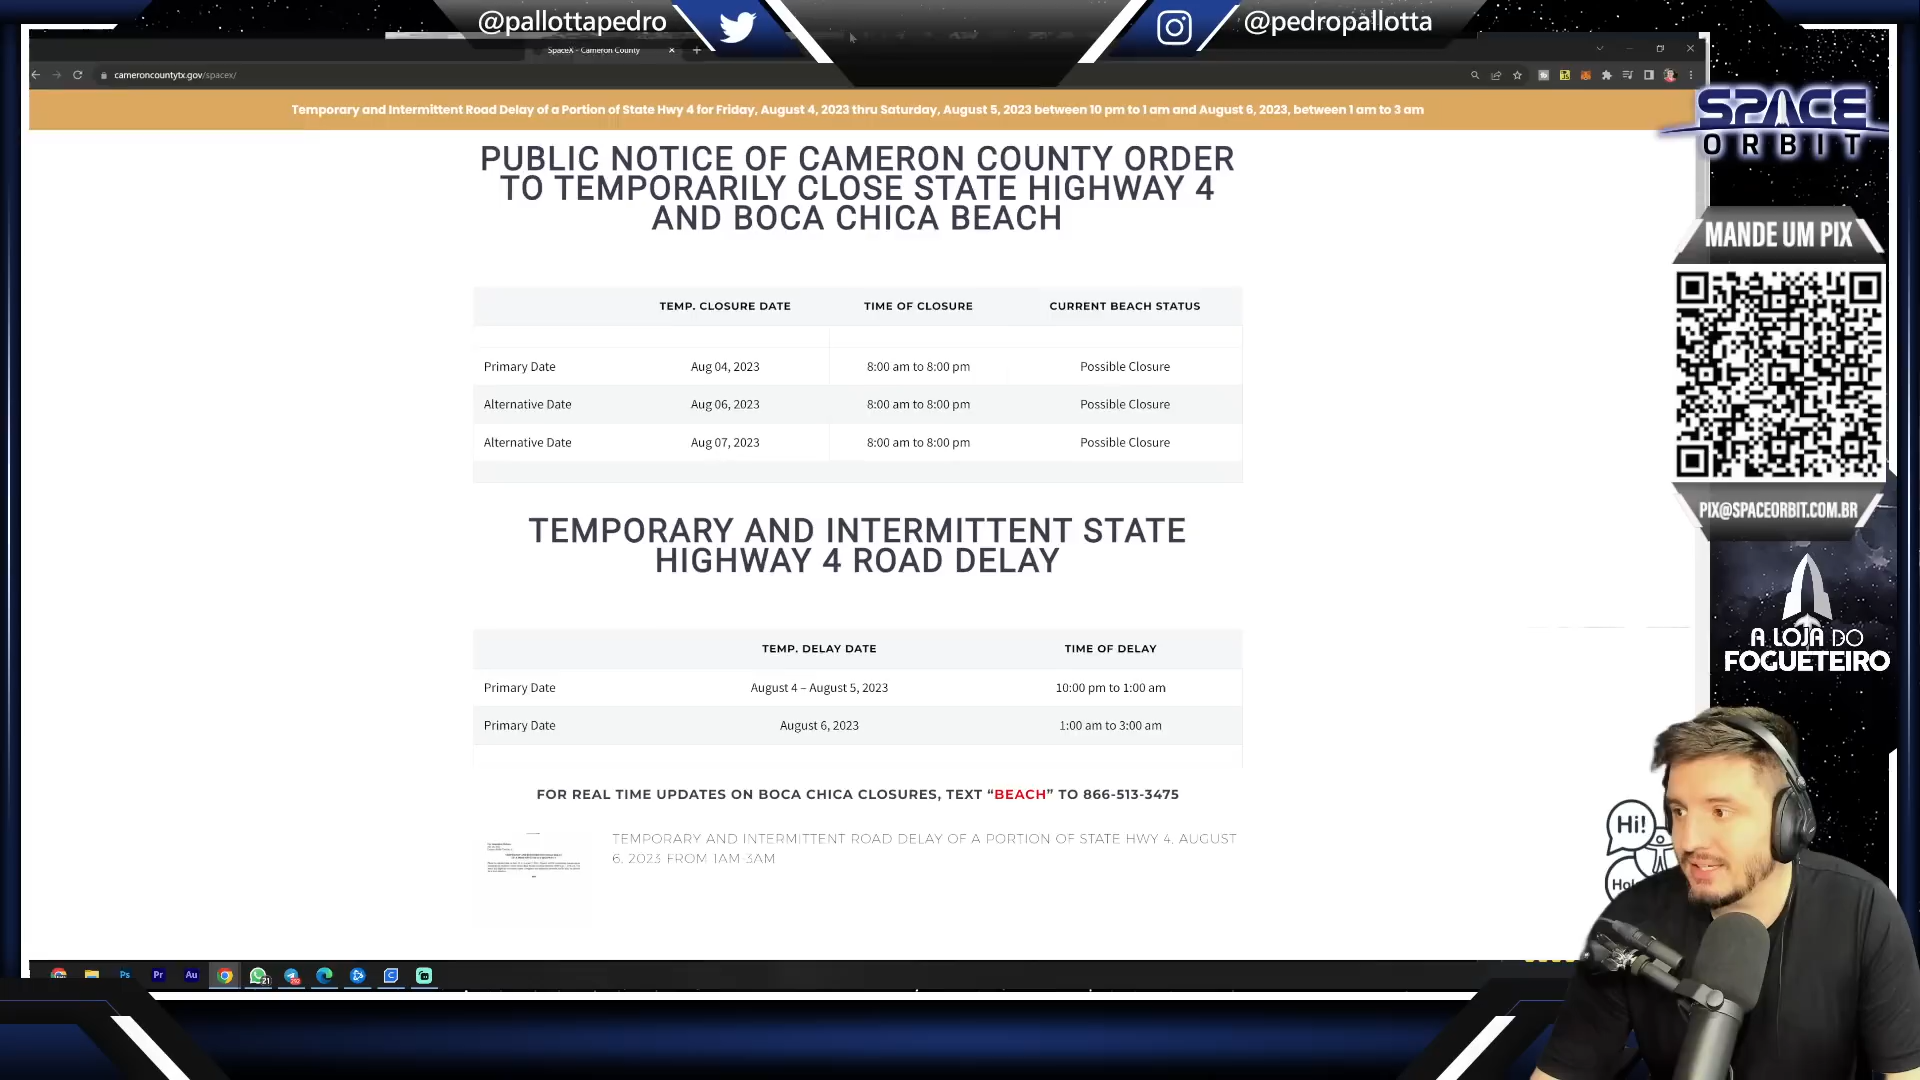 @pallottapedro
@pedropallotta
SpaceX - Cameron County
cameroncountytx.gov/spacex/
Temporary and Intermittent Road Delay of a Portion of State Hwy 4 for Friday, August 4, 2023 thru Saturday, August 5, 2023 between 10 pm to 1 am and August 6, 2023, between 1 am to 3 am
PUBLIC NOTICE OF CAMERON COUNTY ORDER
TO TEMPORARILY CLOSE STATE HIGHWAY 4
AND BOCA CHICA BEACH
TEMP. CLOSURE DATE TIME OF CLOSURE CURRENT BEACH STATUS
Primary Date Aug 04, 2023 8:00 am to 8:00 pm Possible Closure
Alternative Date Aug 06, 2023 8:00 am to 8:00 pm Possible Closure
Alternative Date Aug 07, 2023 8:00 am to 8:00 pm Possible Closure
TEMPORARY AND INTERMITTENT STATE
HIGHWAY 4 ROAD DELAY
TEMP. DELAY DATE TIME OF DELAY
Primary Date August 4 – August 5, 2023 10:00 pm to 1:00 am
Primary Date August 6, 2023 1:00 am to 3:00 am
FOR REAL TIME UPDATES ON BOCA CHICA CLOSURES, TEXT “BEACH” TO 866-513-3475
TEMPORARY AND INTERMITTENT ROAD DELAY OF A PORTION OF STATE HWY 4. AUGUST
6, 2023 FROM 1AM-3AM
SPACE
ORBIT
MANDE UM PIX
PIX@SPACEORBIT.COM.BR
A LOJA DO
FOGUETEIRO
Hi!
Ps Pr Au 21